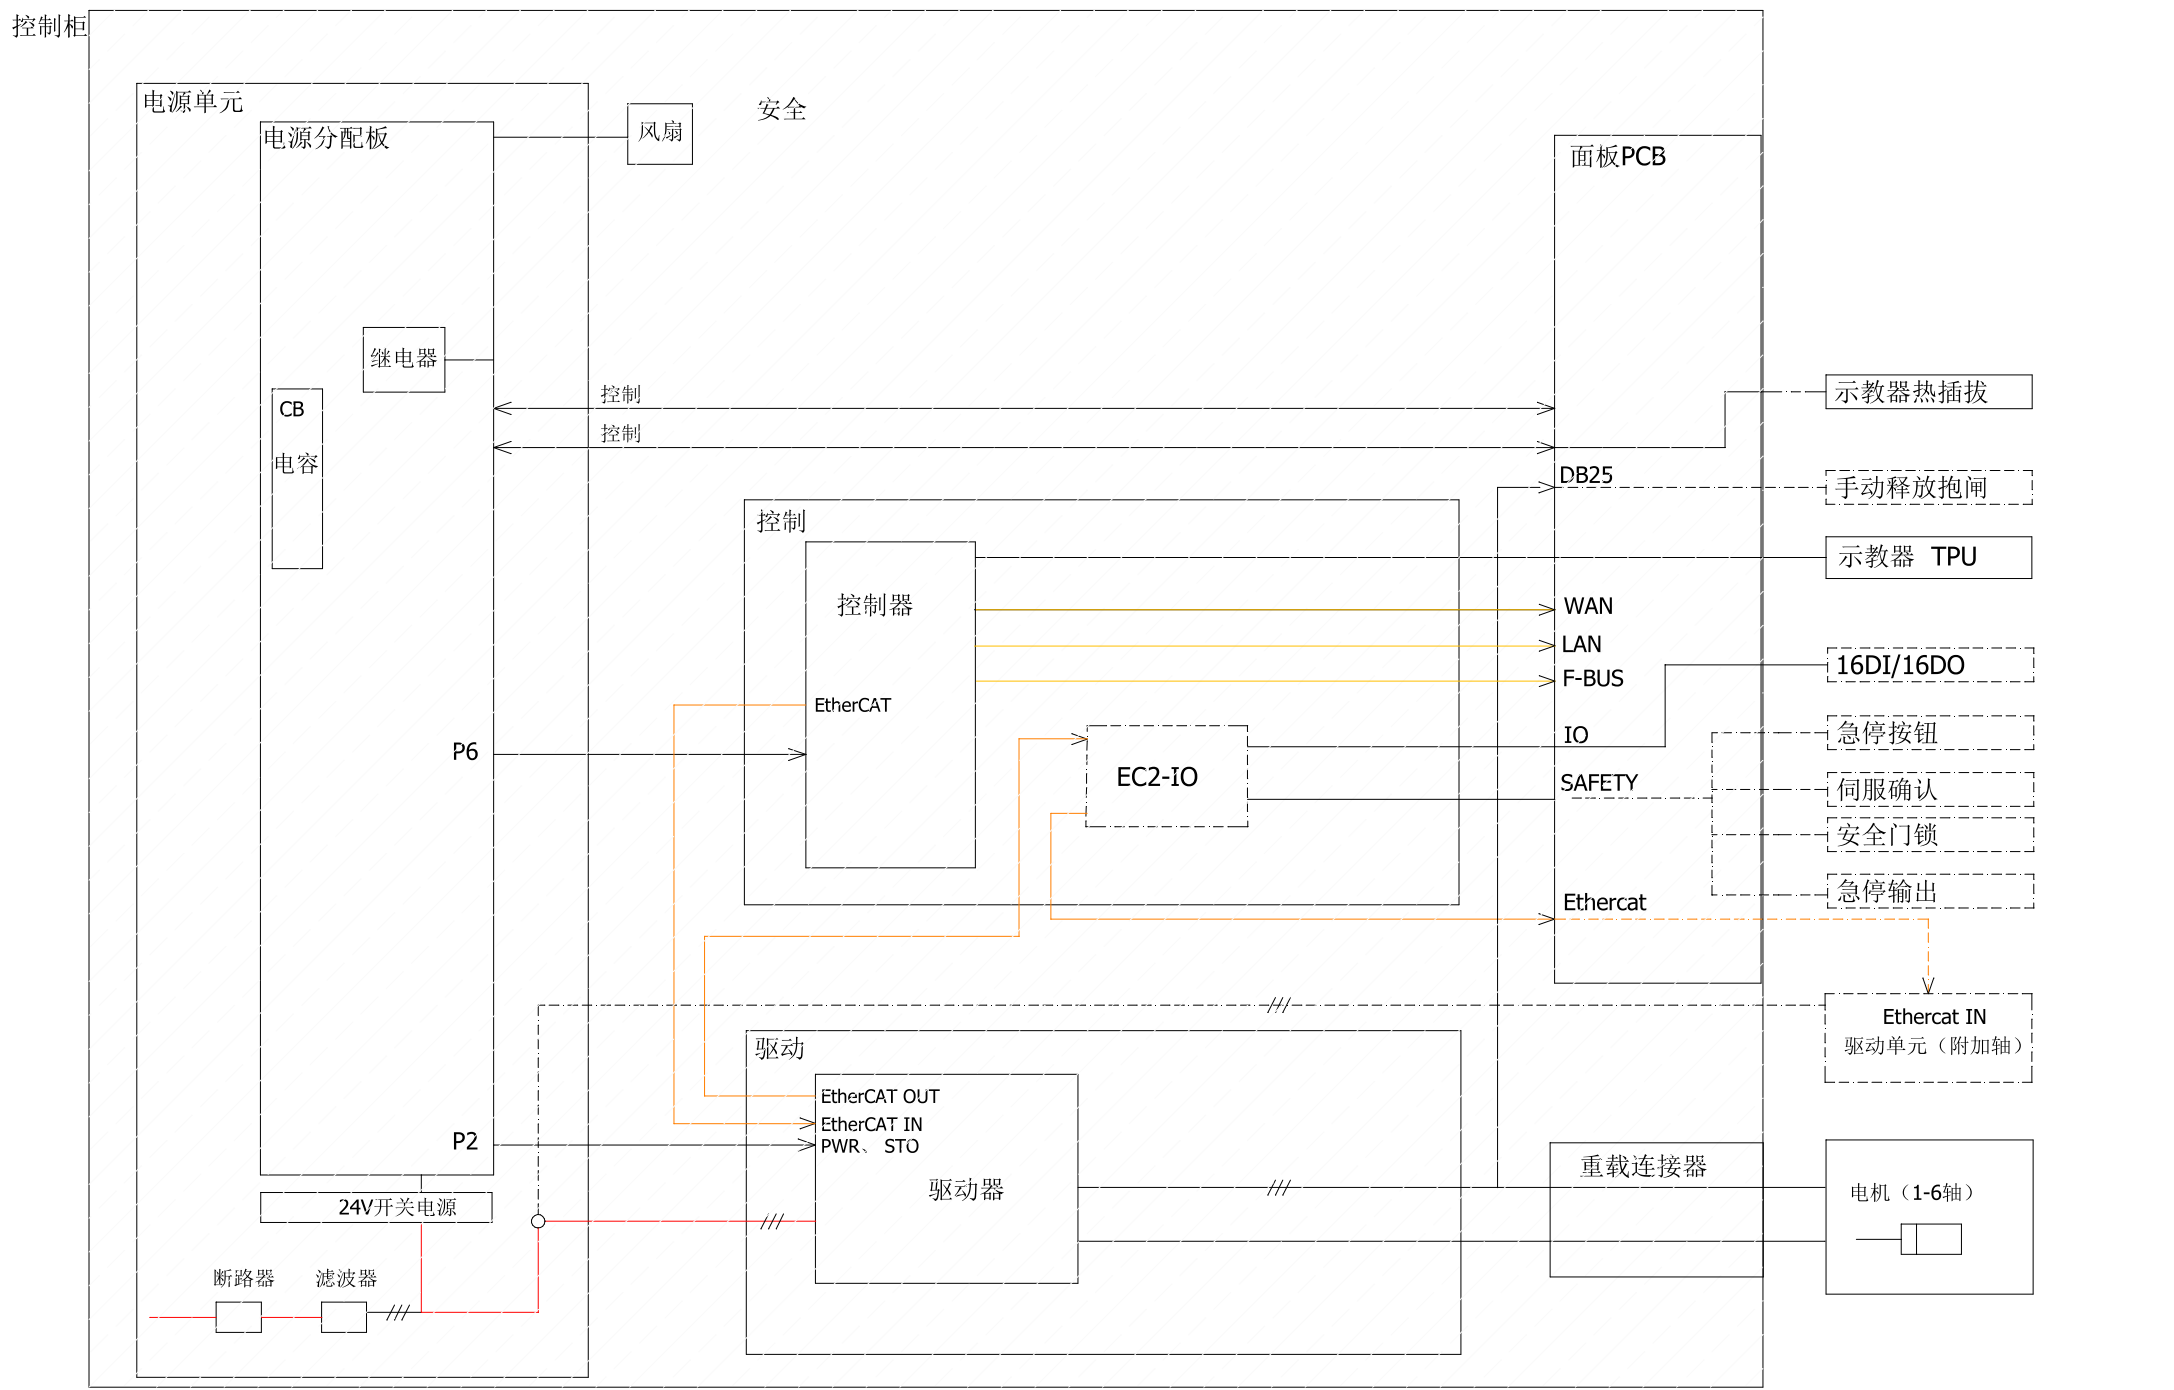 控制柜
电源单元
电源分配板
风扇
安全
面板PCB
继电器
CB
电容
控制
控制
示教器热插拔
DB25
手动释放抱闸
控制
示教器 TPU
控制器
WAN
LAN
16DI/16DO
F-BUS
EtherCAT
IO
急停按钮
P6
EC2-IO
SAFETY
伺服确认
安全门锁
急停输出
Ethercat
Ethercat IN
驱动单元（附加轴）
驱动
EtherCAT OUT
EtherCAT IN
P2
PWR、 STO
重载连接器
驱动器
电机（1-6轴）
24V开关电源
断路器
滤波器